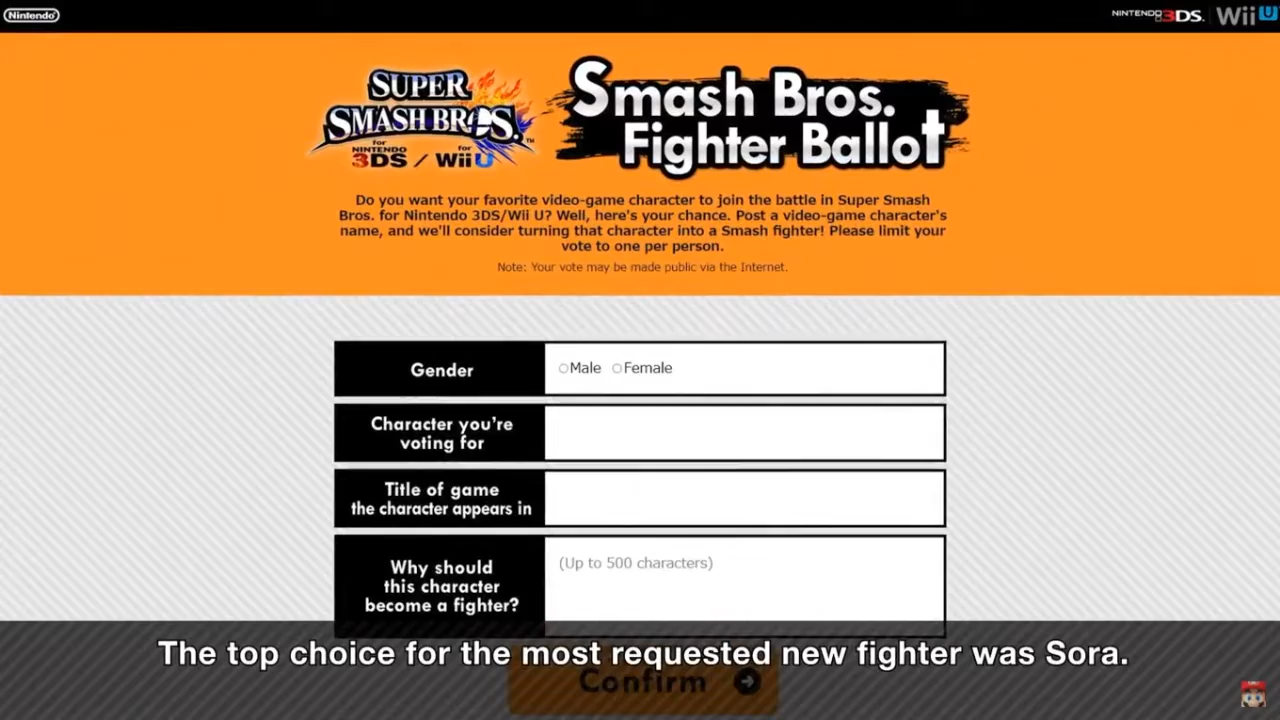 Nintendo
NINTENDO 3DS. Wii U
SUPER
SMASH BROS.™
for NINTENDO 3DS / for Wii U
Smash Bros.
Fighter Ballot
Do you want your favorite video-game character to join the battle in Super Smash
Bros. for Nintendo 3DS/Wii U? Well, here's your chance. Post a video-game character's
name, and we'll consider turning that character into a Smash fighter! Please limit your
vote to one per person.
Note: Your vote may be made public via the Internet.
Gender
Male Female
Character you're
voting for
Title of game
the character appears in
Why should
this character
become a fighter?
(Up to 500 characters)
The top choice for the most requested new fighter was Sora.
Confirm